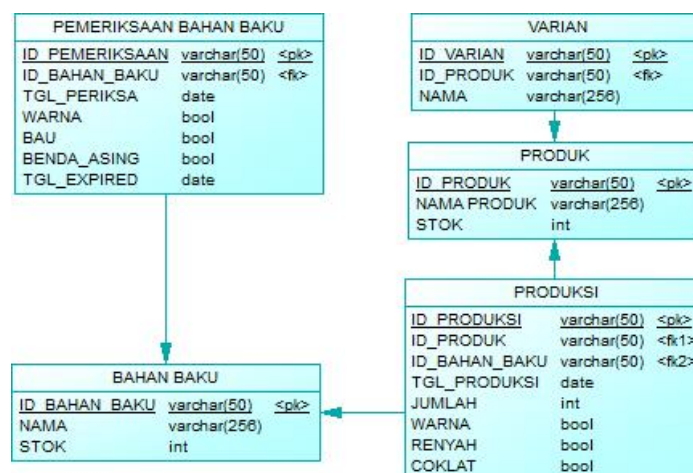 PEMERIKSAAN BAHAN BAKU
ID_PEMERIKSAAN varchar(50) <pk>
ID_BAHAN_BAKU varchar(50) <fk>
TGL_PERIKSA date
WARNA bool
BAU bool
BENDA_ASING bool
TGL_EXPIRED date
VARIAN
ID_VARIAN varchar(50) <pk>
ID_PRODUK varchar(50) <fk>
NAMA varchar(256)
PRODUK
ID_PRODUK varchar(50) <pk>
NAMA PRODUK varchar(256)
STOK int
PRODUKSI
ID_PRODUKSI varchar(50) <pk>
ID_PRODUK varchar(50) <fk1>
ID_BAHAN_BAKU varchar(50) <fk2>
TGL_PRODUKSI date
JUMLAH int
WARNA bool
RENYAH bool
COKLAT bool
BAHAN BAKU
ID_BAHAN_BAKU varchar(50) <pk>
NAMA varchar(256)
STOK int